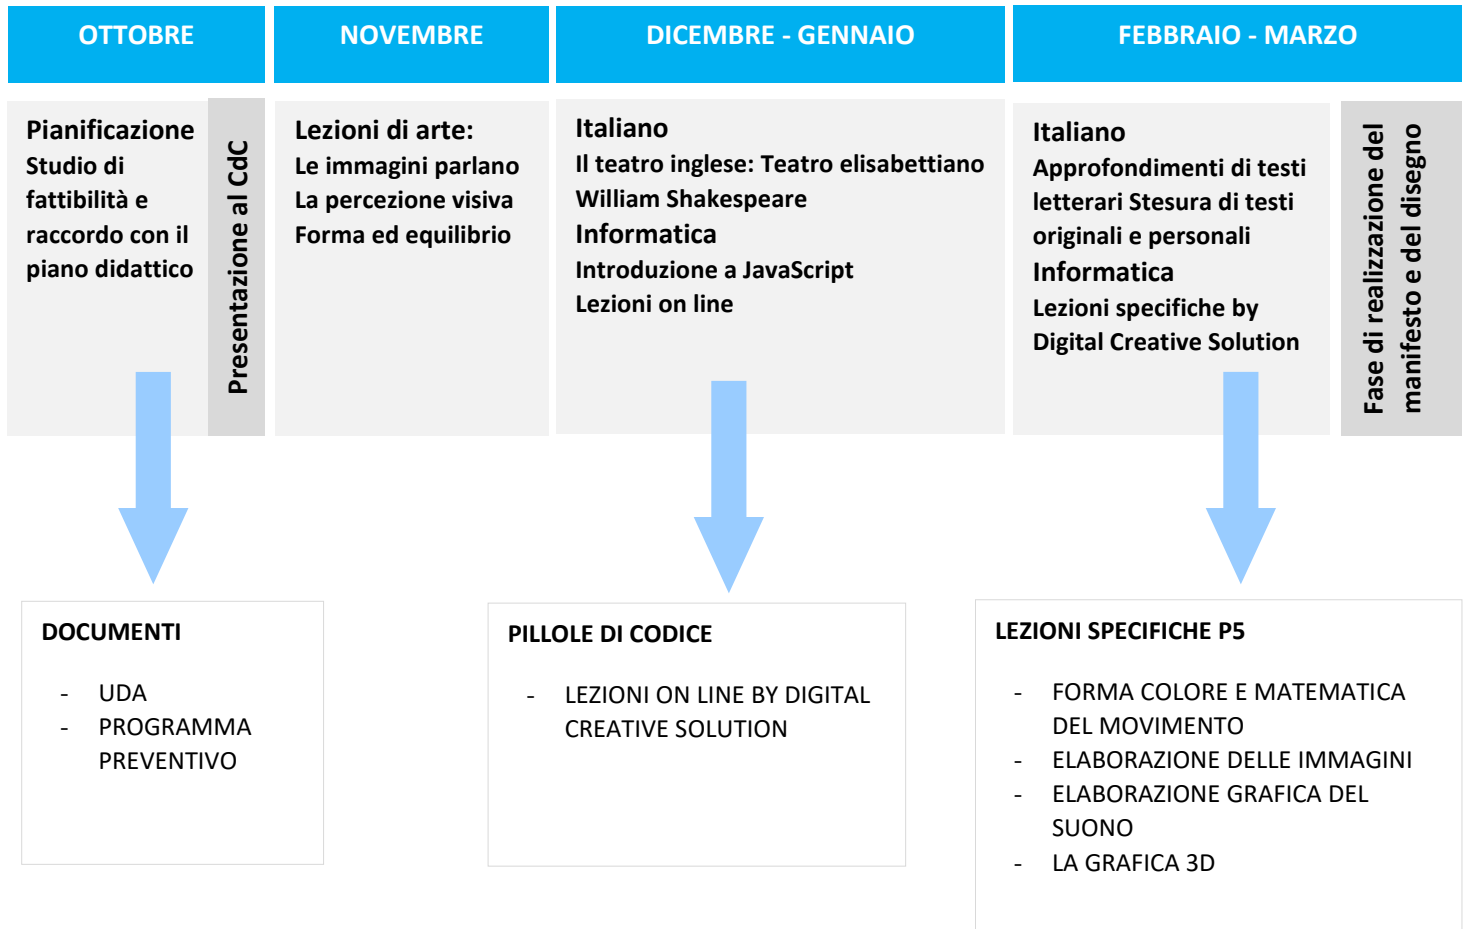 OTTOBRE
NOVEMBRE
DICEMBRE - GENNAIO
FEBBRAIO - MARZO
Pianificazione
Studio di
fattibilità e
raccordo con il
piano didattico
Presentazione al CdC
Lezioni di arte:
Le immagini parlano
La percezione visiva
Forma ed equilibrio
Italiano
Il teatro inglese: Teatro elisabettiano
William Shakespeare
Informatica
Introduzione a JavaScript
Lezioni on line
Italiano
Approfondimenti di testi
letterari Stesura di testi
originali e personali
Informatica
Lezioni specifiche by
Digital Creative Solution
Fase di realizzazione del
manifesto e del disegno
DOCUMENTI
- UDA
- PROGRAMMA
PREVENTIVO
PILLOLE DI CODICE
- LEZIONI ON LINE BY DIGITAL
CREATIVE SOLUTION
LEZIONI SPECIFICHE P5
- FORMA COLORE E MATEMATICA
DEL MOVIMENTO
- ELABORAZIONE DELLE IMMAGINI
- ELABORAZIONE GRAFICA DEL
SUONO
- LA GRAFICA 3D